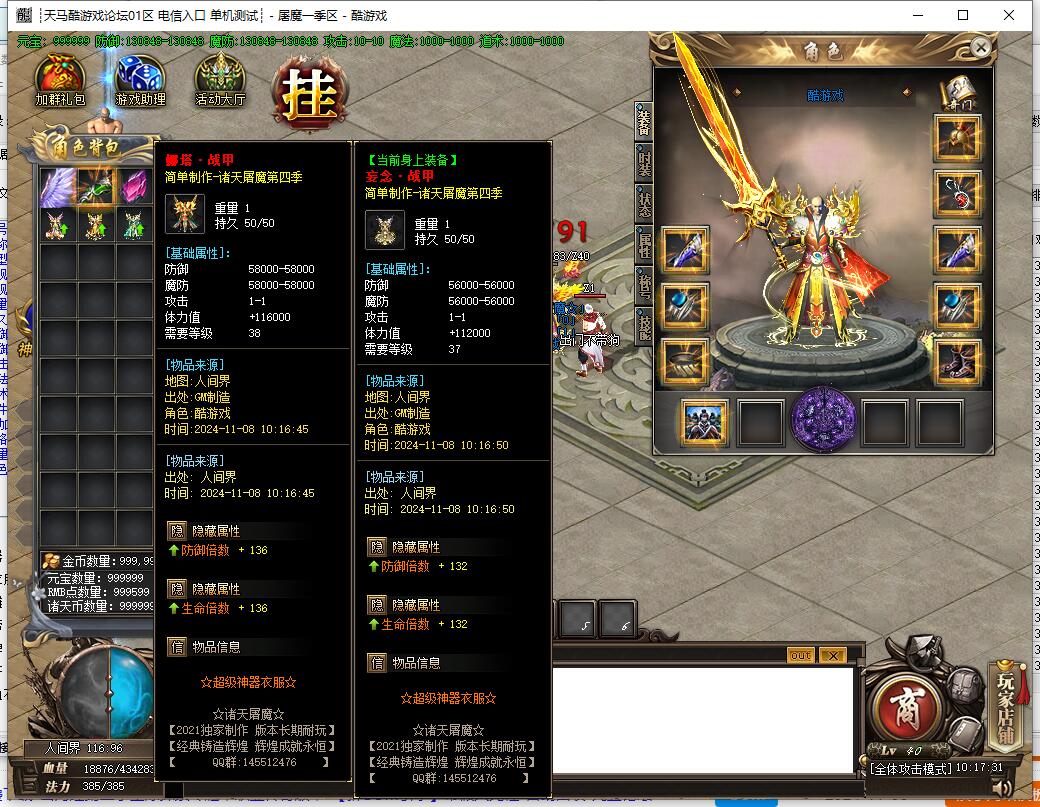 天马酷游戏论坛01区 电信入口 单机测试 - 屠魔一季区 - 酷游戏
元宝: 999999 防御:130848-130848 魔防:130848-130848 攻击:10-10 魔法:1000-1000 道术:1000-1000
加群礼包
游戏助理
活动大厅
挂
角色背包
·战甲
简单制作-诸天屠魔第四季
重量 1
持久 50/50
[基础属性]:
防御 58000-58000
魔防 58000-58000
攻击 1-1
体力值 +116000
需要等级 38
[物品来源]
地图:人间界
出处:GM制造
角色:酷游戏
时间:2024-11-08 10:16:45
[物品来源]
出处: 人间界
时间: 2024-11-08 10:16:45
隐 隐藏属性
防御倍数 + 136
隐 隐藏属性
生命倍数 + 136
信 物品信息
☆超级神器衣服☆
☆诸天屠魔☆
【2021独家制作 版本长期耐玩】
【经典铸造辉煌 辉煌成就永恒】
【 QQ群:145512476 】
【当前身上装备】
妄念·战甲
简单制作-诸天屠魔第四季
重量 1
持久 50/50
[基础属性]:
防御 56000-56000
魔防 56000-56000
攻击 1-1
体力值 +112000
需要等级 37
[物品来源]
地图:人间界
出处:GM制造
角色:酷游戏
时间:2024-11-08 10:16:50
[物品来源]
出处: 人间界
时间: 2024-11-08 10:16:50
隐 隐藏属性
防御倍数 + 132
隐 隐藏属性
生命倍数 + 132
信 物品信息
☆超级神器衣服☆
☆诸天屠魔☆
【2021独家制作 版本长期耐玩】
【经典铸造辉煌 辉煌成就永恒】
【 QQ群:145512476 】
91
83/240
Z1
出门不带狗
角色
酷游戏
奇门
装备
时装
状态
属性
称号
技能
神
金币数量:999,99
元宝数量: 999999
RMB点数量: 999599
诸天币数量: 999999
人间界 116:96
血量 18876/434283
法力 385/385
5
6
OUT
X
商
玩家店铺
Lv 40
[全体攻击模式] 10:17:31